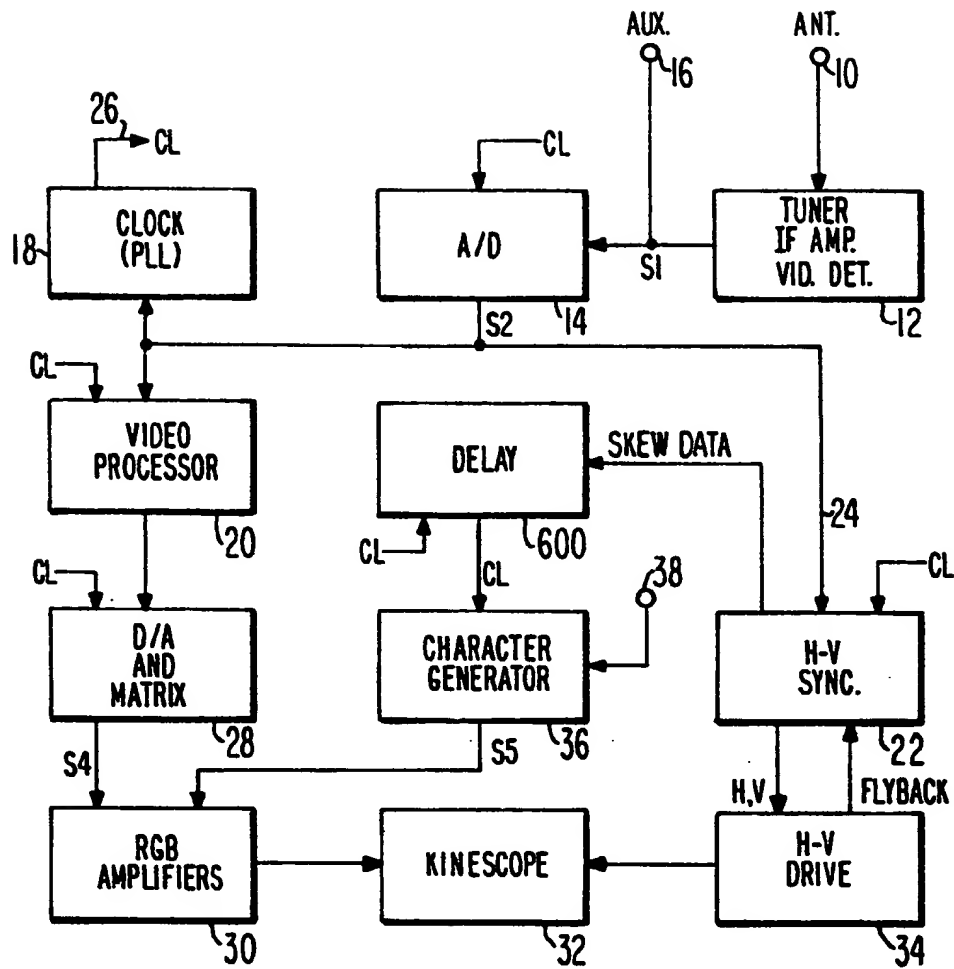 AUX.
ANT.
16
10
26
CL
CL
CLOCK
(PLL)
18
A/D
14
S1
TUNER
IF AMP.
VID. DET.
12
S2
CL
VIDEO
PROCESSOR
20
DELAY
600
SKEW DATA
24
CL
CL
38
CL
CL
D/A
AND
MATRIX
28
CHARACTER
GENERATOR
36
H-V
SYNC.
22
S4
S5
H,V
FLYBACK
RGB
AMPLIFIERS
30
KINESCOPE
32
H-V
DRIVE
34